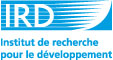 IRD
Institut de recherche
pour le développement